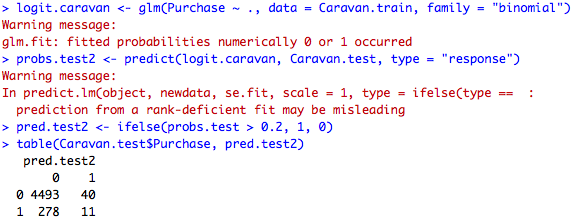 > logit.caravan <- glm(Purchase ~ ., data = Caravan.train, family = "binomial")
Warning message:
glm.fit: fitted probabilities numerically 0 or 1 occurred
> probs.test2 <- predict(logit.caravan, Caravan.test, type = "response")
Warning message:
In predict.lm(object, newdata, se.fit, scale = 1, type = ifelse(type ==  :
  prediction from a rank-deficient fit may be misleading
> pred.test2 <- ifelse(probs.test > 0.2, 1, 0)
> table(Caravan.test$Purchase, pred.test2)
   pred.test2
       0    1
  0 4493   40
  1  278   11